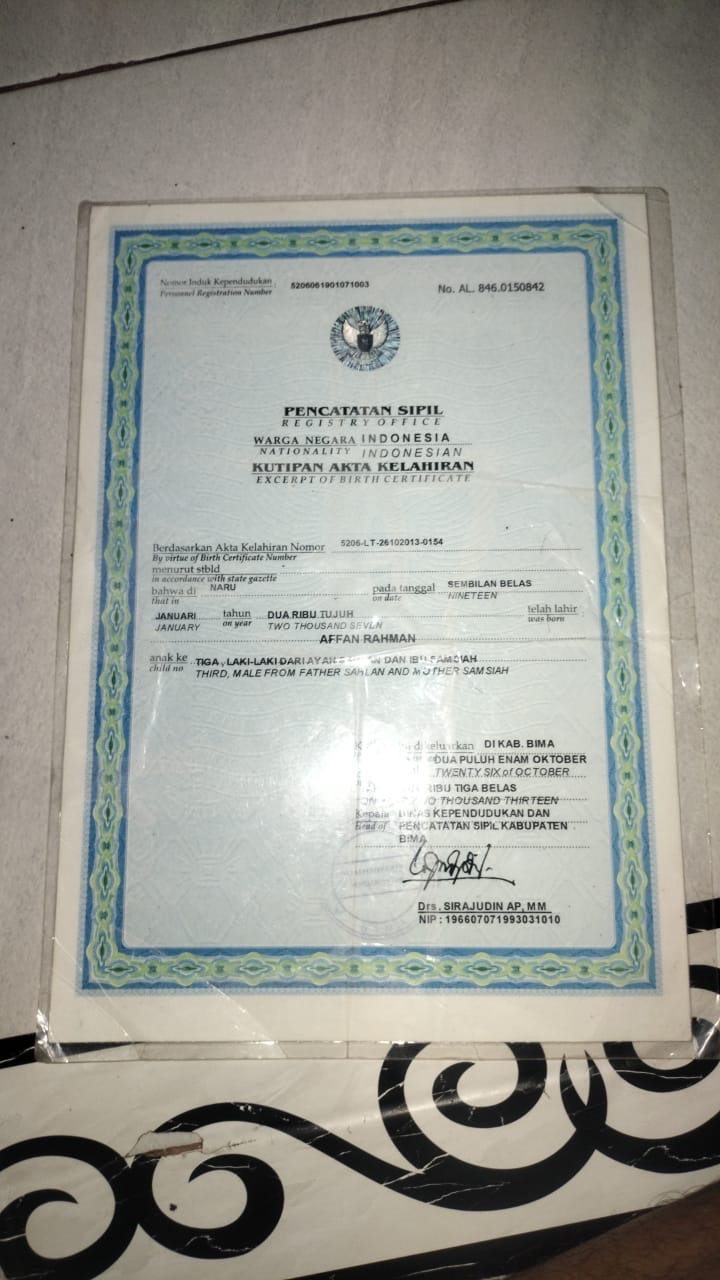 Nomor Induk Kependudukan : 5206061901071003 No. AL. 846.0150842
Personnel Registration Number
PENCATATAN SIPIL
REGISTRY OFFICE
WARGA NEGARA INDONESIA
NATIONALITY INDONESIAN
KUTIPAN AKTA KELAHIRAN
EXCERPT OF BIRTH CERTIFICATE
Berdasarkan Akta Kelahiran Nomor 5206-LT-26102013-0154
By virtue of Birth Certificate Number
menurut stbld
in accordance with state gazette
bahwa di NARU pada tanggal SEMBILAN BELAS
that in on date NINETEEN
JANUARI tahun DUA RIBU TUJUH telah lahir
JANUARY on year TWO THOUSAND SEVEN was born
AFFAN RAHMAN
anak ke TIGA, LAKI-LAKI DARI AYAH SAHLAN DAN IBU SAMSIAH
child no THIRD, MALE FROM FATHER SAHLAN AND MOTHER SAMSIAH
dikeluarkan DI KAB. BIMA
DUA PULUH ENAM OKTOBER
TWENTY SIX of OCTOBER
RIBU TIGA BELAS
TWO THOUSAND THIRTEEN
Kepala DINAS KEPENDUDUKAN DAN
Head of PENCATATAN SIPIL KABUPATEN
BIMA
Drs. SIRAJUDIN AP, MM
NIP : 196607071993031010